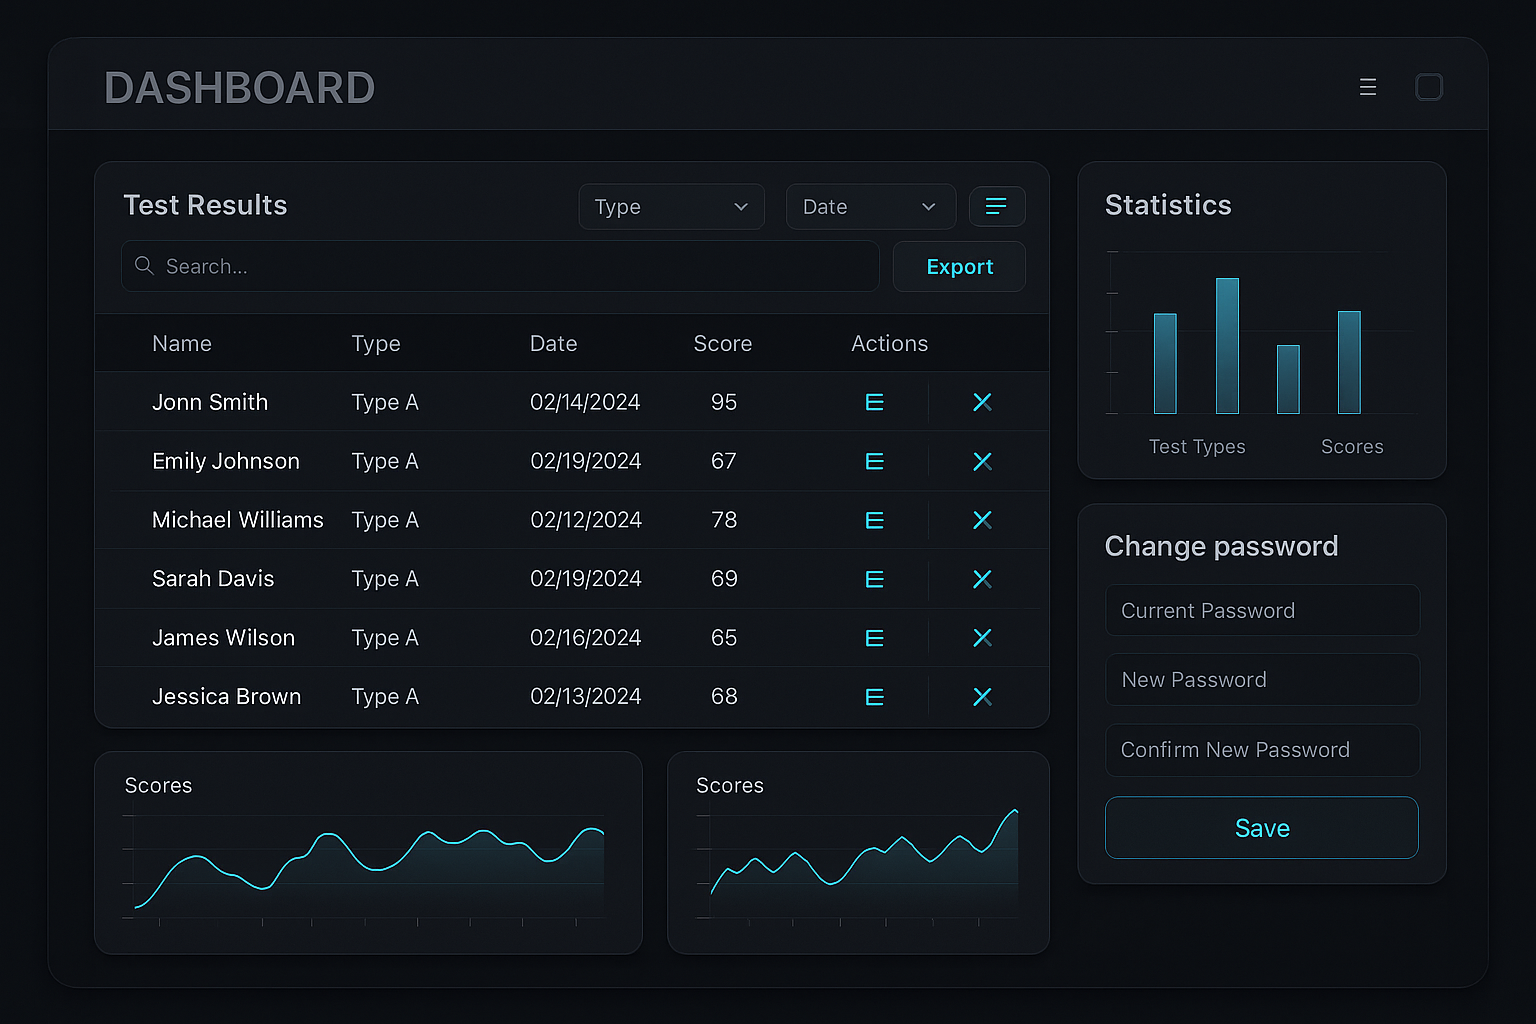 DASHBOARD
Test Results
Type
Date
Search...
Export
Name Type Date Score Actions
Jonn Smith Type A 02/14/2024 95
Emily Johnson Type A 02/19/2024 67
Michael Williams Type A 02/12/2024 78
Sarah Davis Type A 02/19/2024 69
James Wilson Type A 02/16/2024 65
Jessica Brown Type A 02/13/2024 68
Scores
Scores
Statistics
Test Types Scores
Change password
Current Password
New Password
Confirm New Password
Save